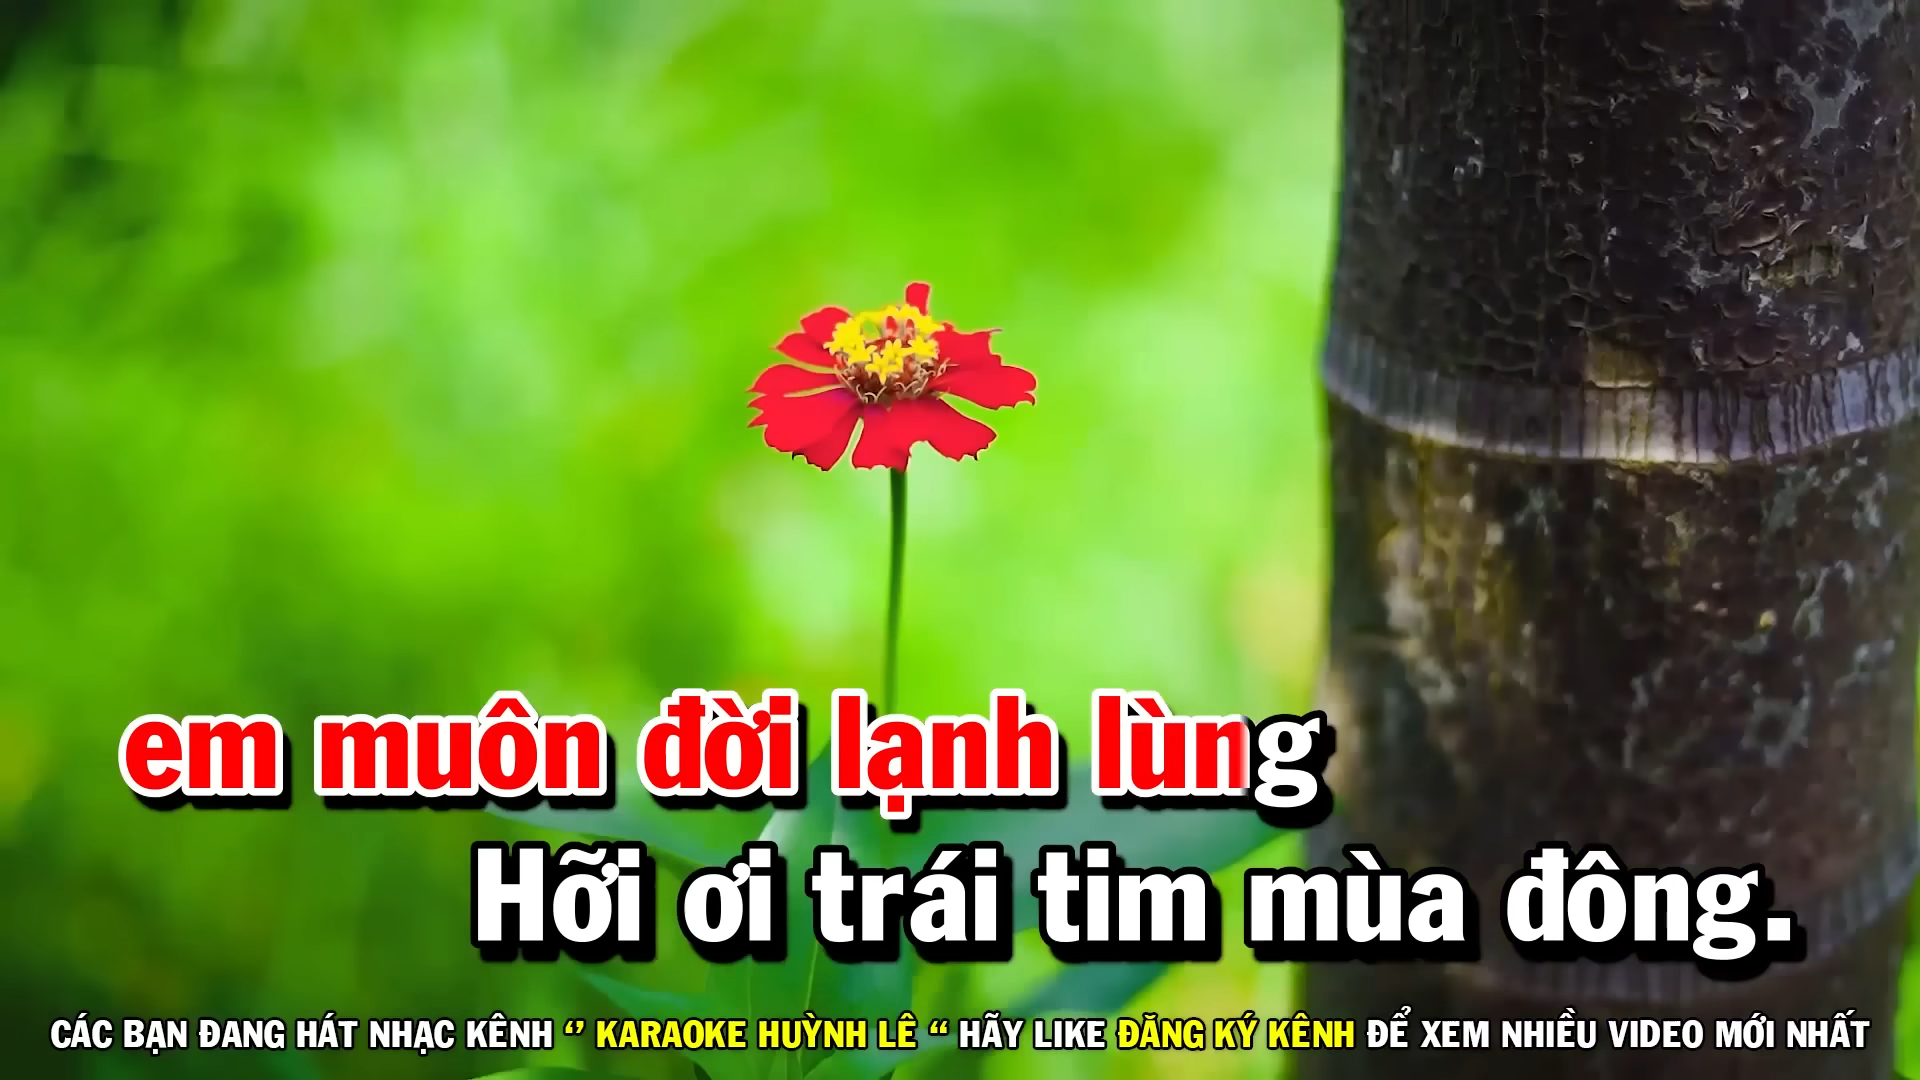 em muôn đời lạnh lùng
Hỡi ơi trái tim mùa đông.
CÁC BẠN ĐANG HÁT NHẠC KÊNH “ KARAOKE HUỲNH LÊ “ HÃY LIKE ĐĂNG KÝ KÊNH ĐỂ XEM NHIỀU VIDEO MỚI NHẤT